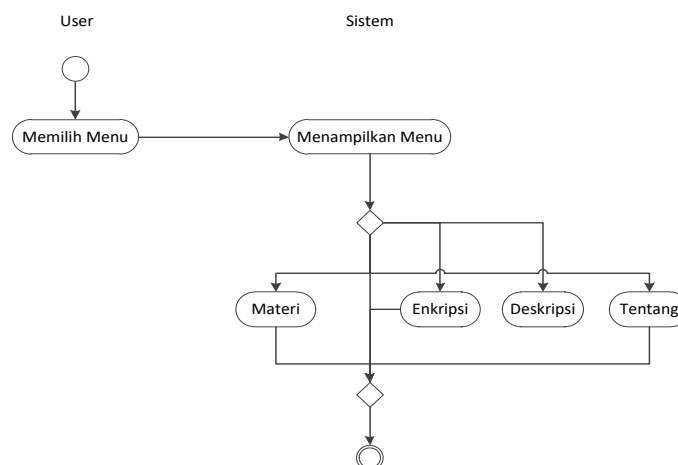 User
Sistem
Memilih Menu
Menampilkan Menu
Materi
Enkripsi
Deskripsi
Tentang